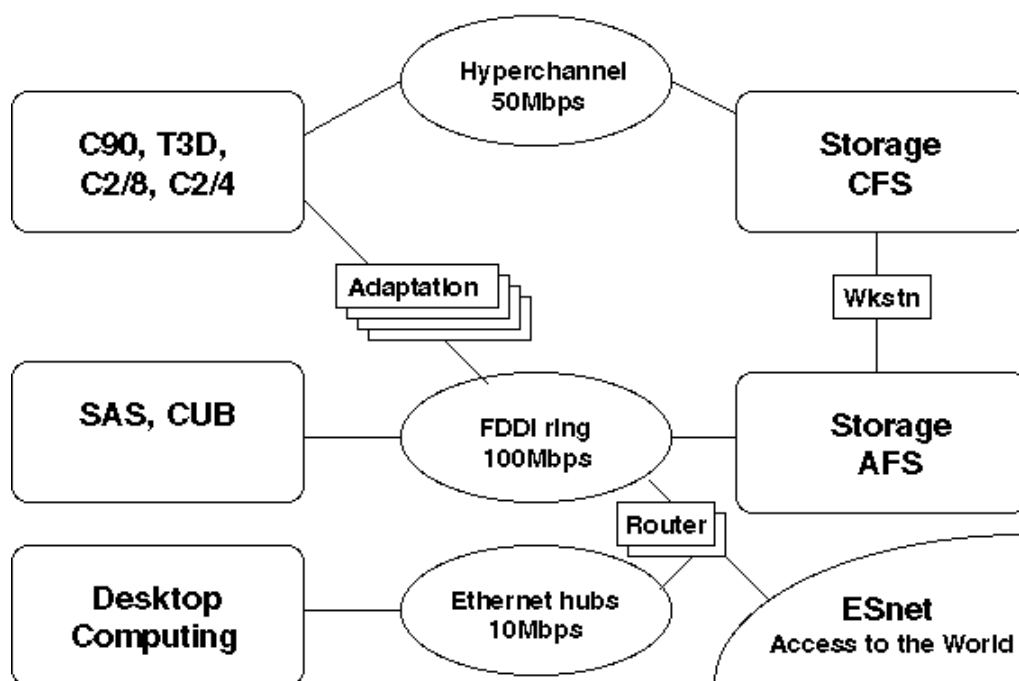 Hyperchannel
50Mbps
C90, T3D,
C2/8, C2/4
Storage
CFS
Adaptation
Wkstn
SAS, CUB
FDDI ring
100Mbps
Storage
AFS
Router
Desktop
Computing
Ethernet hubs
10Mbps
ESnet
Access to the World